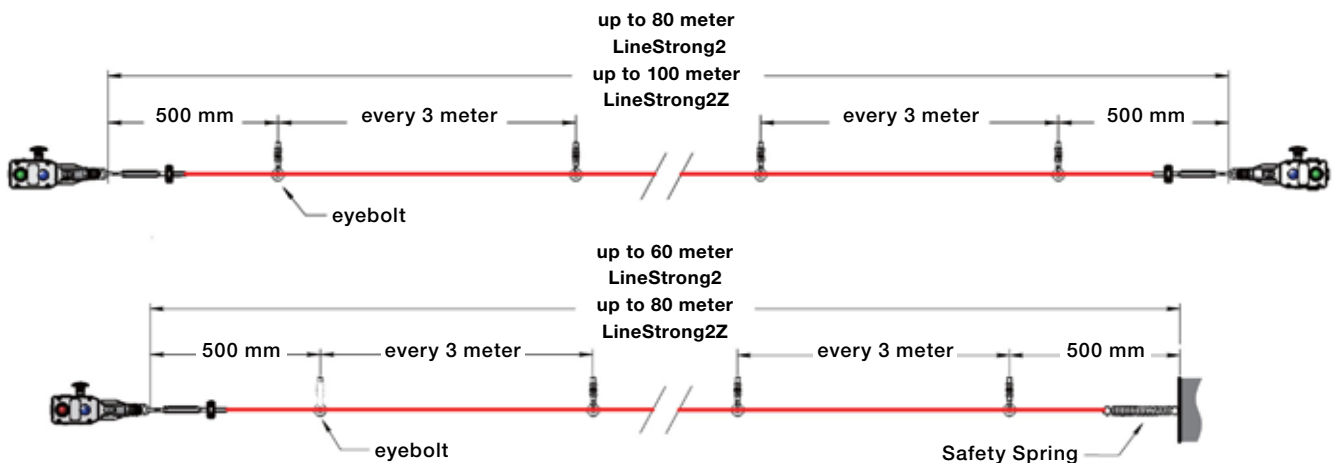 up to 80 meter
LineStrong2
up to 100 meter
LineStrong2Z
500 mm
every 3 meter
every 3 meter
500 mm
eyebolt
up to 60 meter
LineStrong2
up to 80 meter
LineStrong2Z
500 mm
every 3 meter
every 3 meter
500 mm
eyebolt
Safety Spring